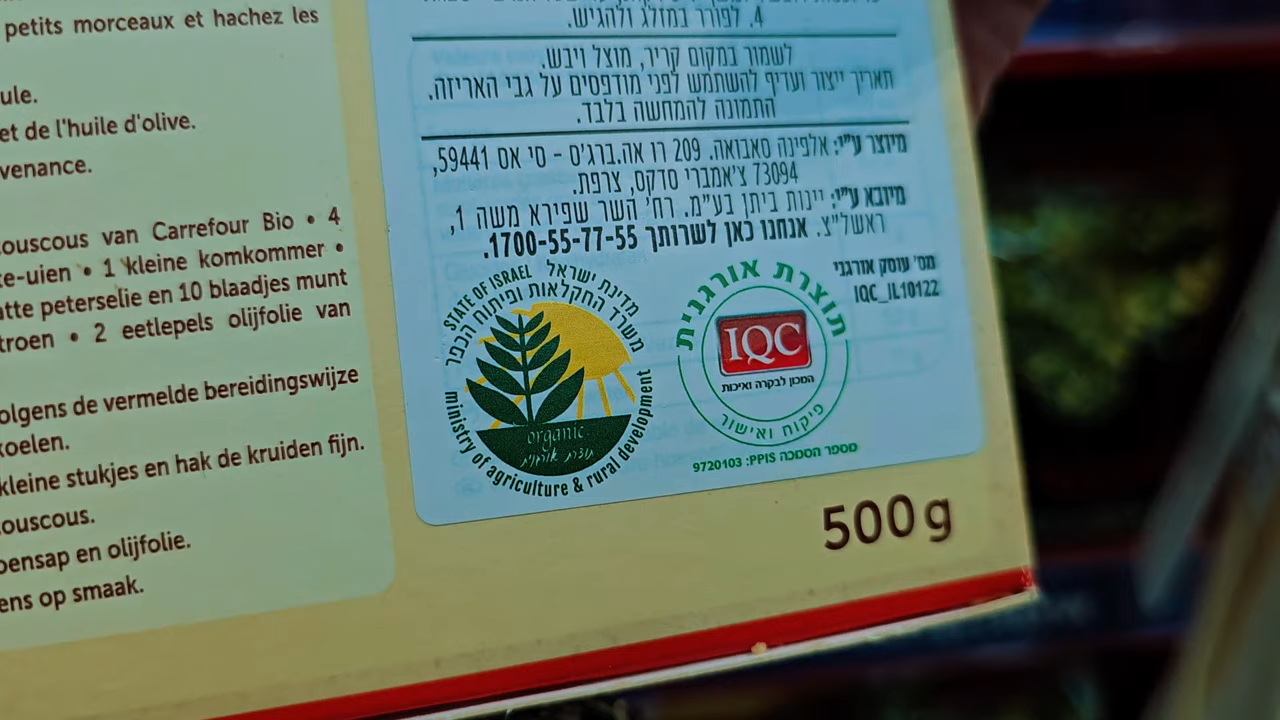 petits morceaux et hachez les
ule.
et de l'huile d'olive.
venance.
couscous van Carrefour Bio • 4
te-uien • 1 kleine komkommer •
atte peterselie en 10 blaadjes munt
troen • 2 eetlepels olijfolie van
olgens de vermelde bereidingswijze
koelen.
kleine stukjes en hak de kruiden fijn.
couscous.
oensap en olijfolie.
ens op smaak.
4. לפורר במזלג ולהגיש.
לשמור במקום קריר, מוצל ויבש.
תאריך ייצור ועדיף להשתמש לפני מודפסים על גבי האריזה.
התמונה להמחשה בלבד.
מיוצר ע"י: אלפינה סאבואה. 209 רו אה.ברג'ס - סי אס 59441,
73094 צ'אמברי סדקס, צרפת.
מיובא ע"י: יינות ביתן בע"מ. רח' השר שפירא משה 1,
ראשל"צ. אנחנו כאן לשרותך 1700-55-77-55.
מס' עוסק אורגני
IQC_IL10122
STATE OF ISRAEL מדינת ישראל
משרד החקלאות ופיתוח הכפר
organic
תוצרת אורגנית
ministry of agriculture & rural development
תוצרת אורגנית
IQC
המכון לבקרה ואיכות
פיקוח ואישור
מספר הסמכה PPIS: 9720103
500g